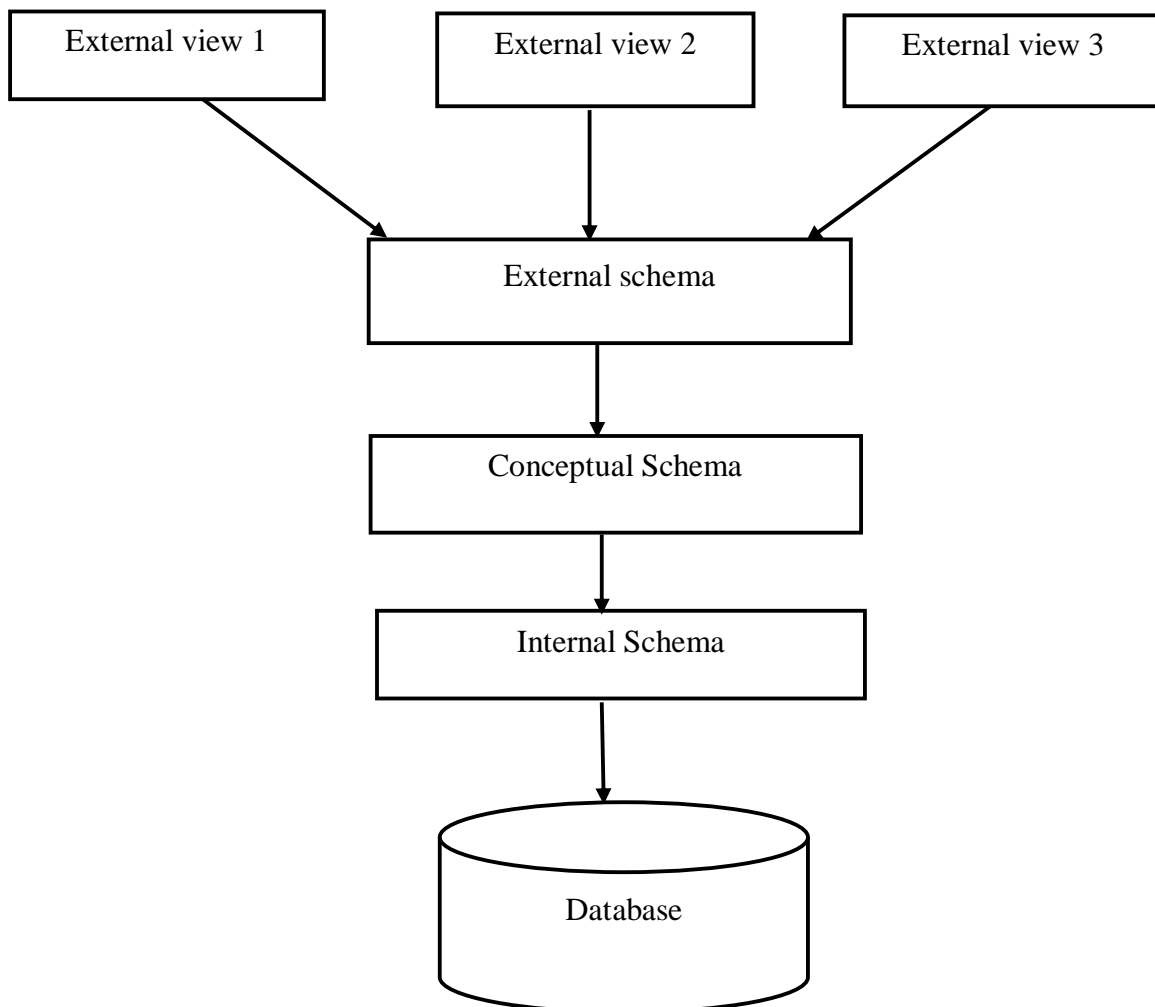 External view 1
External view 2
External view 3
External schema
Conceptual Schema
Internal Schema
Database